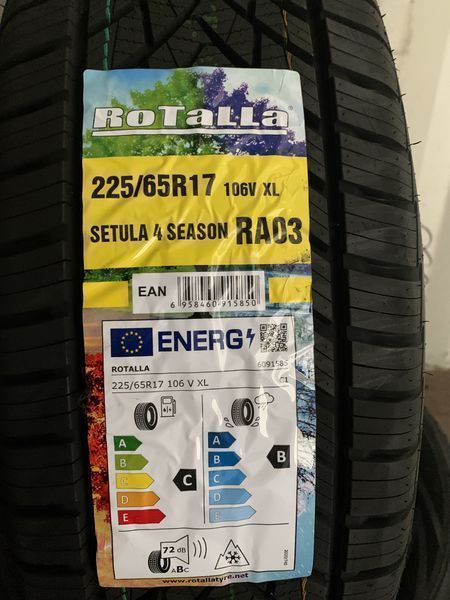 RoTaLLa
225/65R17 106V XL
SETULA 4 SEASON RA03
EAN
6 958460 915850
ENERG
ROTALLA
225/65R17 106 V XL
C1
A
B
C
D
E
C
A
B
C
D
E
B
72 dB
ABC
www.rotallatyre.net